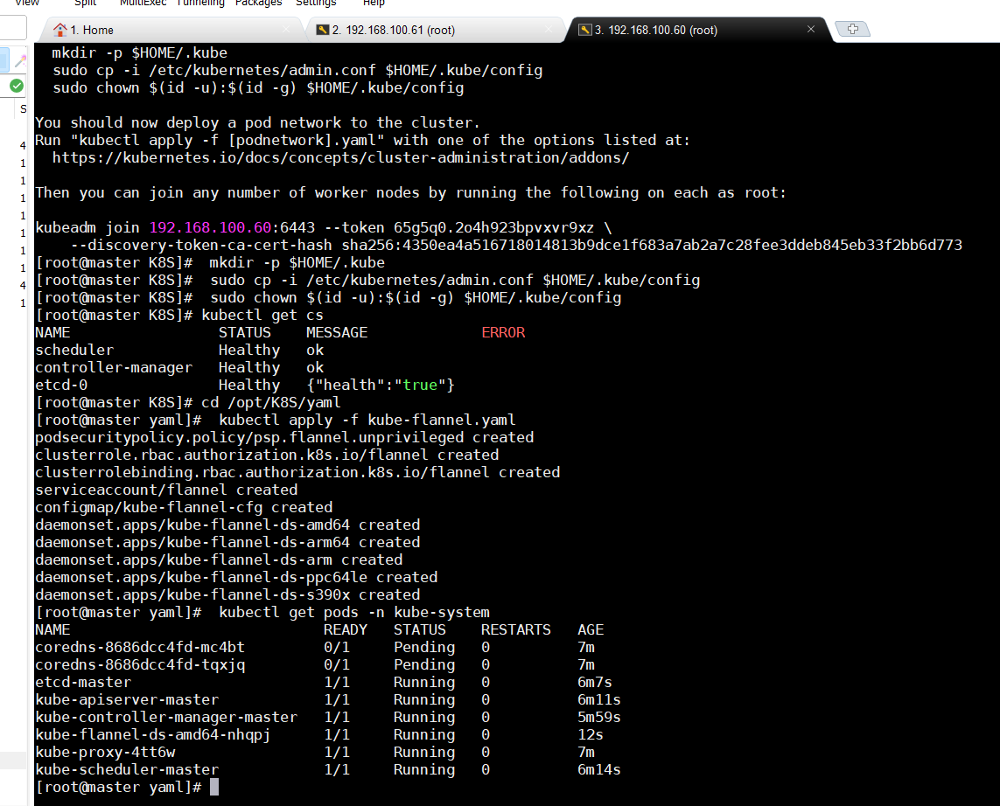 View Split MultiExec Tunneling Packages Settings Help
1. Home 2. 192.168.100.61 (root) 3. 192.168.100.60 (root)
mkdir -p $HOME/.kube
sudo cp -i /etc/kubernetes/admin.conf $HOME/.kube/config
sudo chown $(id -u):$(id -g) $HOME/.kube/config
S
You should now deploy a pod network to the cluster.
4 Run "kubectl apply -f [podnetwork].yaml" with one of the options listed at:
1 https://kubernetes.io/docs/concepts/cluster-administration/addons/
1
1 Then you can join any number of worker nodes by running the following on each as root:
1
1 kubeadm join 192.168.100.60:6443 --token 65g5q0.2o4h923bpvxvr9xz \
1 --discovery-token-ca-cert-hash sha256:4350ea4a516718014813b9dce1f683a7ab2a7c28fee3ddeb845eb33f2bb6d773
1 [root@master K8S]#  mkdir -p $HOME/.kube
4 [root@master K8S]#  sudo cp -i /etc/kubernetes/admin.conf $HOME/.kube/config
1 [root@master K8S]#  sudo chown $(id -u):$(id -g) $HOME/.kube/config
[root@master K8S]# kubectl get cs
NAME STATUS MESSAGE ERROR
scheduler Healthy ok
controller-manager Healthy ok
etcd-0 Healthy {"health":"true"}
[root@master K8S]# cd /opt/K8S/yaml
[root@master yaml]#  kubectl apply -f kube-flannel.yaml
podsecuritypolicy.policy/psp.flannel.unprivileged created
clusterrole.rbac.authorization.k8s.io/flannel created
clusterrolebinding.rbac.authorization.k8s.io/flannel created
serviceaccount/flannel created
configmap/kube-flannel-cfg created
daemonset.apps/kube-flannel-ds-amd64 created
daemonset.apps/kube-flannel-ds-arm64 created
daemonset.apps/kube-flannel-ds-arm created
daemonset.apps/kube-flannel-ds-ppc64le created
daemonset.apps/kube-flannel-ds-s390x created
[root@master yaml]#  kubectl get pods -n kube-system
NAME READY STATUS RESTARTS AGE
coredns-8686dcc4fd-mc4bt 0/1 Pending 0 7m
coredns-8686dcc4fd-tqxjq 0/1 Pending 0 7m
etcd-master 1/1 Running 0 6m7s
kube-apiserver-master 1/1 Running 0 6m11s
kube-controller-manager-master 1/1 Running 0 5m59s
kube-flannel-ds-amd64-nhqpj 1/1 Running 0 12s
kube-proxy-4tt6w 1/1 Running 0 7m
kube-scheduler-master 1/1 Running 0 6m14s
[root@master yaml]#